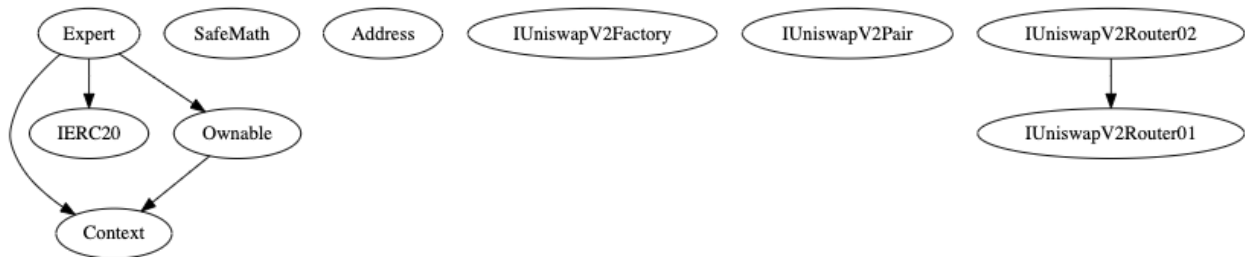 Expert
SafeMath
Address
IUniswapV2Factory
IUniswapV2Pair
IUniswapV2Router02
IERC20
Ownable
IUniswapV2Router01
Context